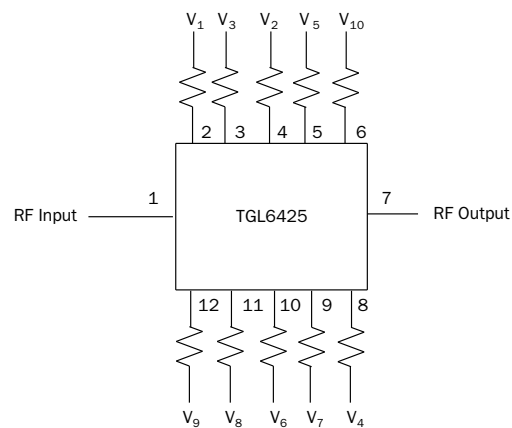 V₁ V₃ V₂ V₅ V₁₀
2 3 4 5 6
1 7
RF Input TGL6425 RF Output
12 11 10 9 8
V₉ V₈ V₆ V₇ V₄